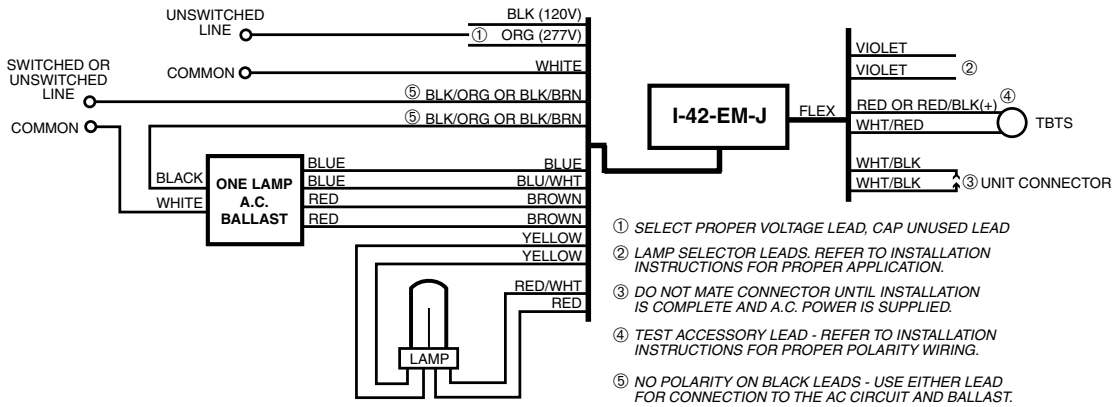 UNSWITCHED
LINE
BLK (120V)
① ORG (277V)
COMMON
WHITE
SWITCHED OR
UNSWITCHED
LINE
⑤ BLK/ORG OR BLK/BRN
COMMON
⑤ BLK/ORG OR BLK/BRN
BLACK
WHITE
ONE LAMP
A.C.
BALLAST
BLUE
BLUE
BLUE
BLU/WHT
RED
BROWN
RED
BROWN
YELLOW
YELLOW
RED/WHT
RED
LAMP
I-42-EM-J
FLEX
VIOLET
VIOLET
②
RED OR RED/BLK(+)
④
WHT/RED
TBTS
WHT/BLK
WHT/BLK
③ UNIT CONNECTOR
① SELECT PROPER VOLTAGE LEAD, CAP UNUSED LEAD
② LAMP SELECTOR LEADS. REFER TO INSTALLATION
INSTRUCTIONS FOR PROPER APPLICATION.
③ DO NOT MATE CONNECTOR UNTIL INSTALLATION
IS COMPLETE AND A.C. POWER IS SUPPLIED.
④ TEST ACCESSORY LEAD - REFER TO INSTALLATION
INSTRUCTIONS FOR PROPER POLARITY WIRING.
⑤ NO POLARITY ON BLACK LEADS - USE EITHER LEAD
FOR CONNECTION TO THE AC CIRCUIT AND BALLAST.